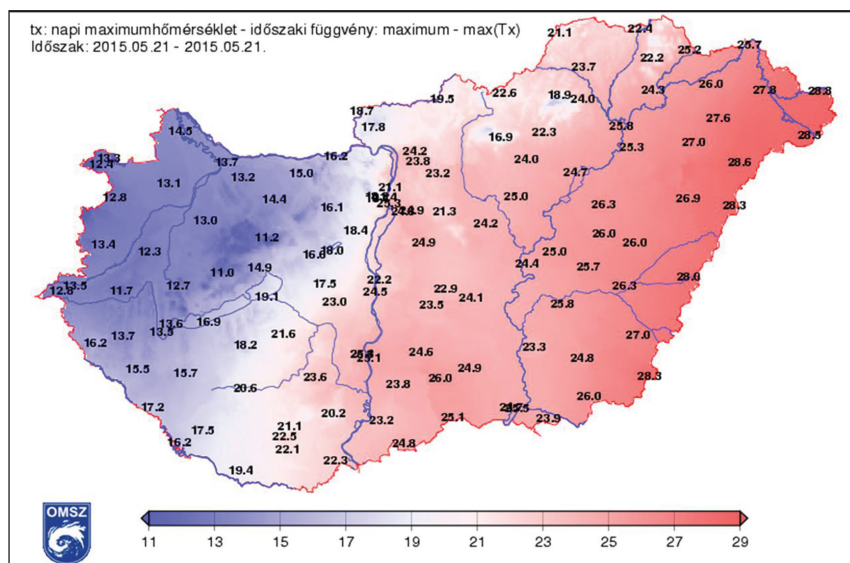 tx: napi maximumhőmérséklet - időszaki függvény: maximum - max(Tx)
Időszak: 2015.05.21 - 2015.05.21.
21.1 22.4
22.2 25.2 25.7
23.7
22.6 18.9 24.0 24.3 26.0 27.8 28.8
19.5
18.7
17.8 27.6
14.5 16.9 22.3 25.8 28.5
25.3 27.0
24.2
16.2 23.8 24.0 28.6
13.3
12.4 13.7
15.0 23.2 24.7
13.1 13.2
21.1
12.8 14.4 25.0 26.9
16.1 25.3 21.3 26.3 28.3
13.0
18.4 24.2
11.2 26.0
13.4 12.3 24.9 26.0
16.6 18.0 25.0
14.9 24.4 25.7
11.0 28.0
13.5 12.7 17.5 22.2 26.3
12.8 11.7 24.5 22.9
19.1 23.0 23.5 24.1 25.8
13.6 16.9
13.7 13.3 21.6 27.0
16.2 18.2 23.3
24.6 24.8
25.1
15.5 15.7 24.9
23.6 26.0 28.3
20.6 23.8
26.0
17.2 20.2
23.2 25.1 23.9
17.5 21.1
22.5
16.2 22.1 24.8
19.4 22.3
OMSZ
11 13 15 17 19 21 23 25 27 29